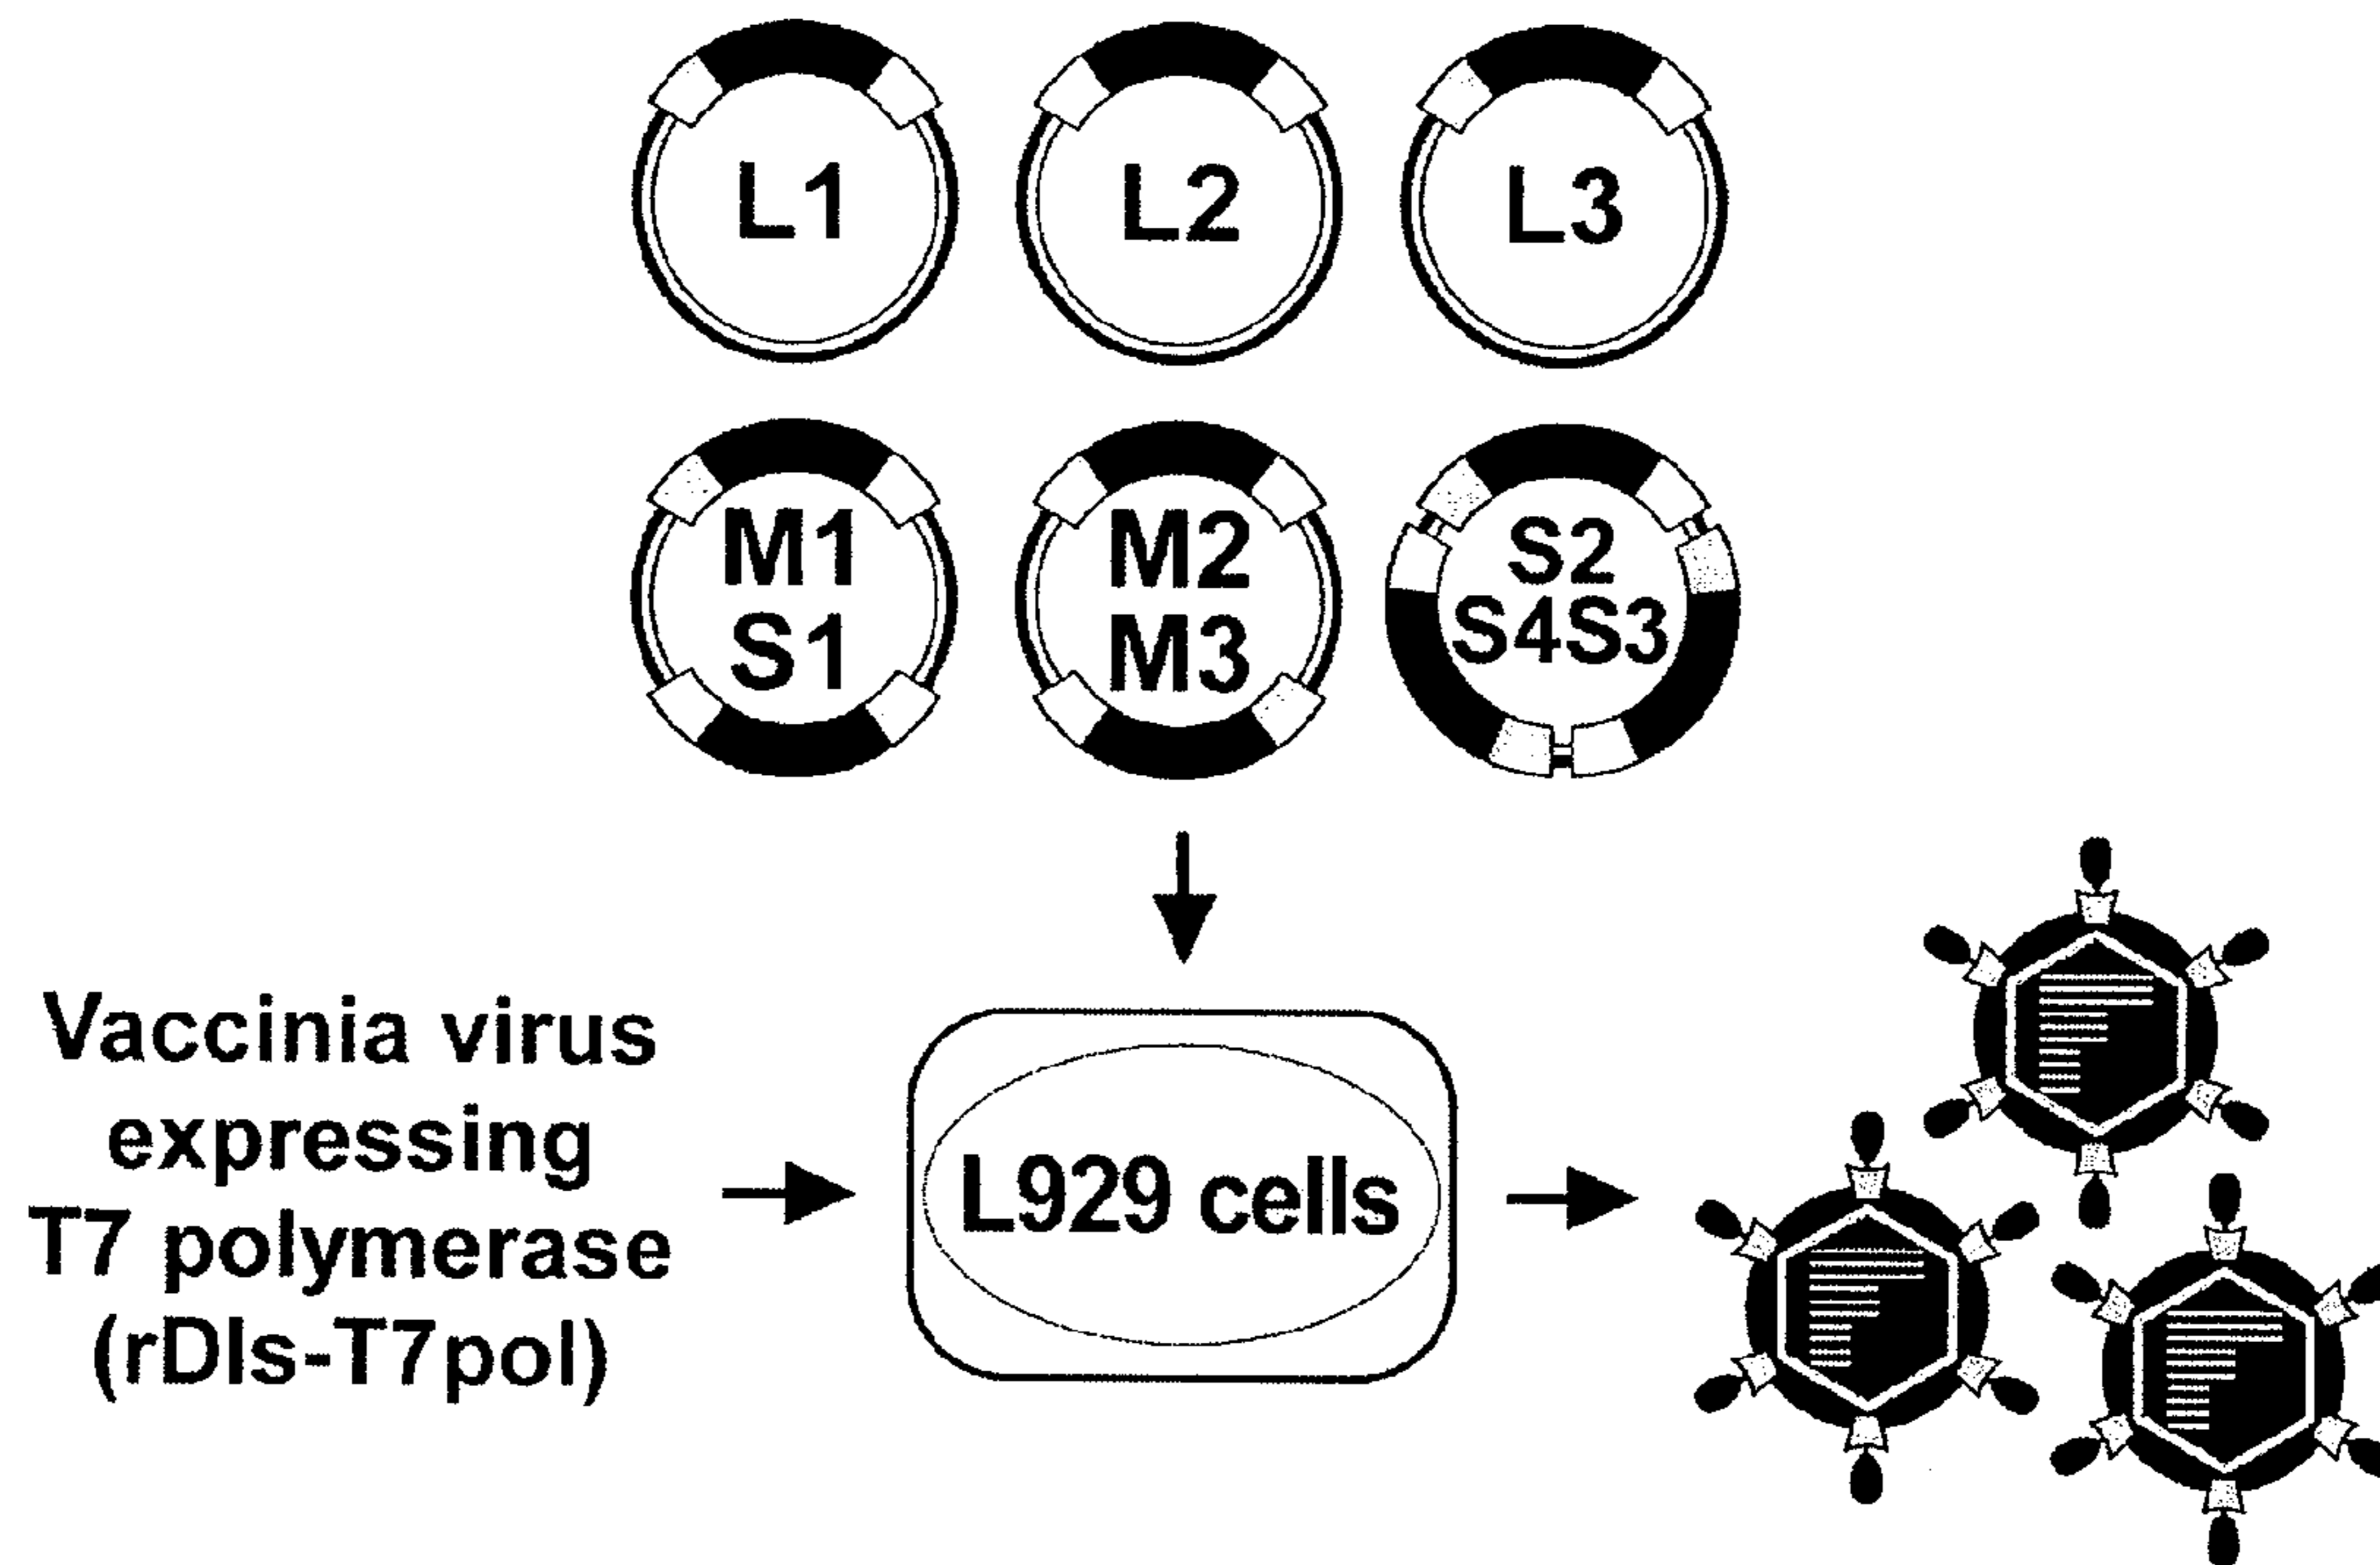 L1
L2
L3
M1
S1
M2
M3
S2
S4S3
Vaccinia virus
expressing
T7 polymerase
(rDIs-T7pol)
L929 cells